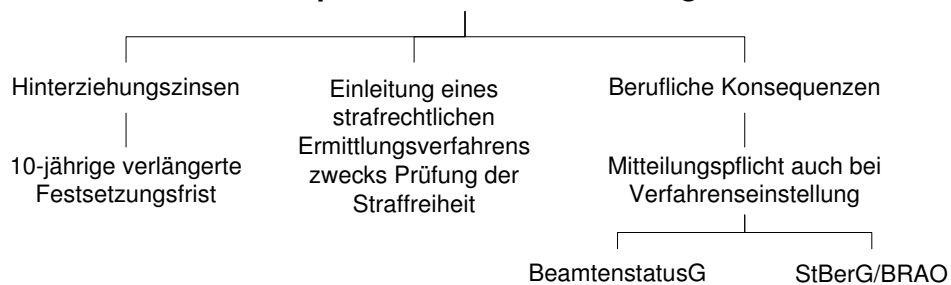 Hinterziehungszinsen
10-jährige verlängerte
Festsetzungsfrist
Einleitung eines
strafrechtlichen
Ermittlungsverfahrens
zwecks Prüfung der
Straffreiheit
Berufliche Konsequenzen
Mitteilungspflicht auch bei
Verfahrenseinstellung
BeamtenstatusG
StBerG/BRAO